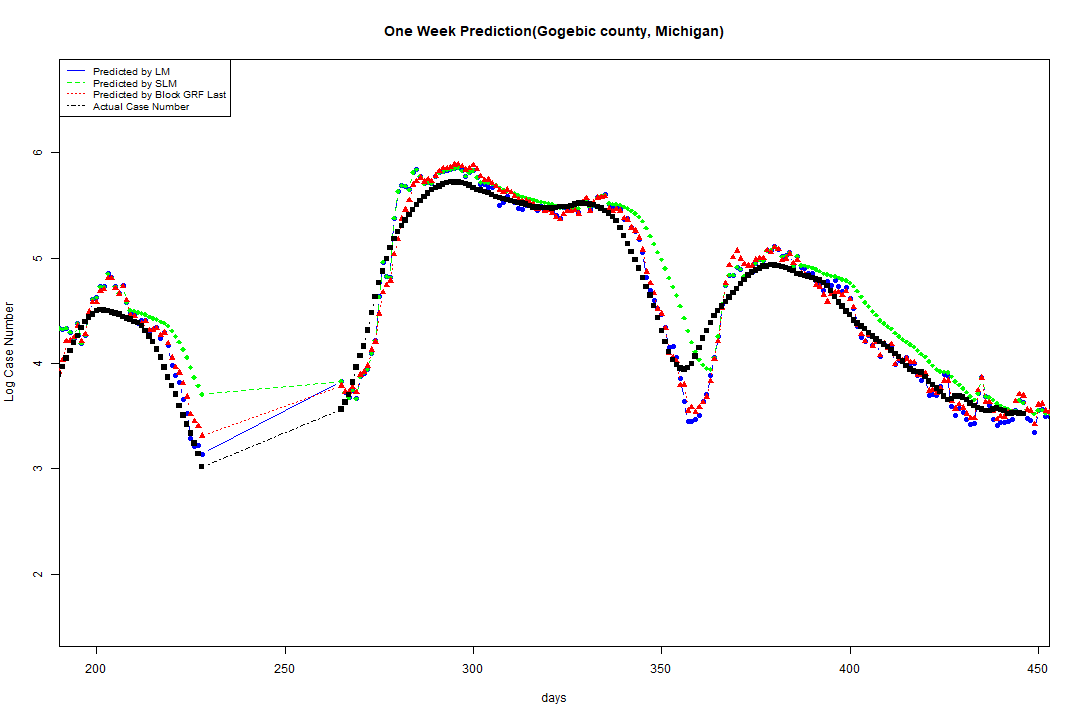 One Week Prediction(Gogebic county, Michigan)
Predicted by LM
Predicted by SLM
Predicted by Block GRF Last
Actual Case Number
6
5
4
3
2
Log Case Number
200 250 300 350 400 450
days